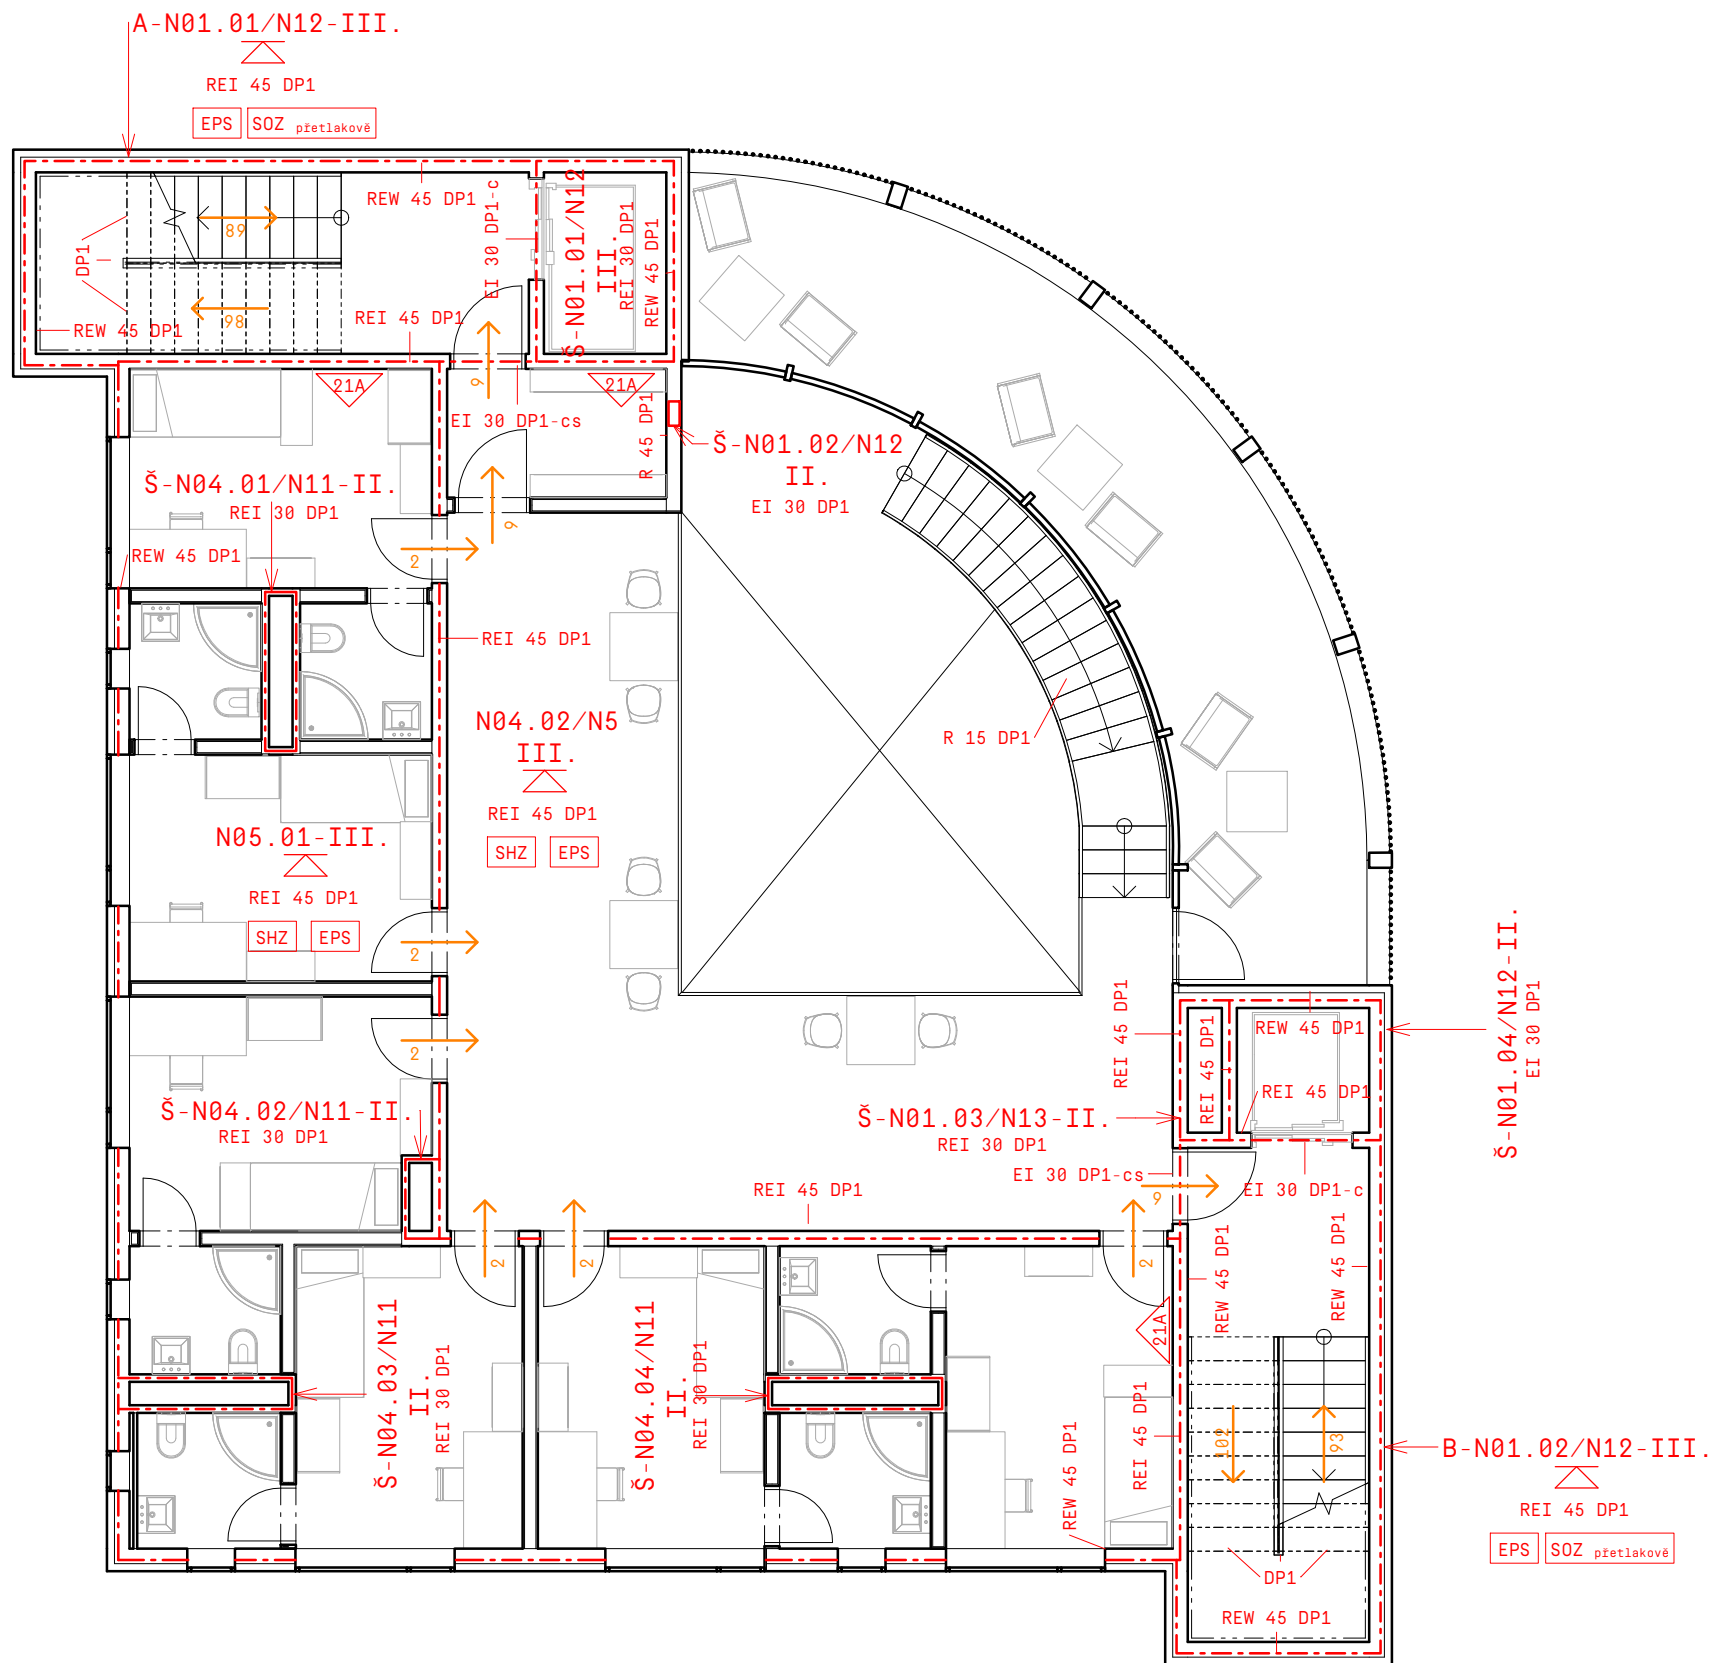 A-N01.01/N12-III.
REI 45 DP1
EPS
SOZ přetlakově
REW 45 DP1
EI 30 DP1-c
Š-N01.01/N12
III.
REI 30 DP1
REW 45 DP1
89
DP1
98
REW 45 DP1
REI 45 DP1
9
21A
21A
EI 30 DP1-cs
R 45 DP1
Š-N01.02/N12
II.
EI 30 DP1
Š-N04.01/N11-II.
REI 30 DP1
9
REW 45 DP1
2
REI 45 DP1
N04.02/N5
III.
REI 45 DP1
SHZ
EPS
R 15 DP1
N05.01-III.
REI 45 DP1
SHZ
EPS
2
2
Š-N04.02/N11-II.
REI 30 DP1
REI 45 DP1
REI 45 DP1
REW 45 DP1
REI 45 DP1
Š-N01.04/N12-II.
EI 30 DP1
Š-N01.03/N13-II.
REI 30 DP1
EI 30 DP1-cs
9
EI 30 DP1-c
REI 45 DP1
2
2
2
REW 45 DP1
REW 45 DP1
21A
Š-N04.03/N11
II.
REI 30 DP1
Š-N04.04/N11
II.
REI 30 DP1
REW 45 DP1
REI 45 DP1
102
93
B-N01.02/N12-III.
REI 45 DP1
EPS
SOZ přetlakově
DP1
REW 45 DP1